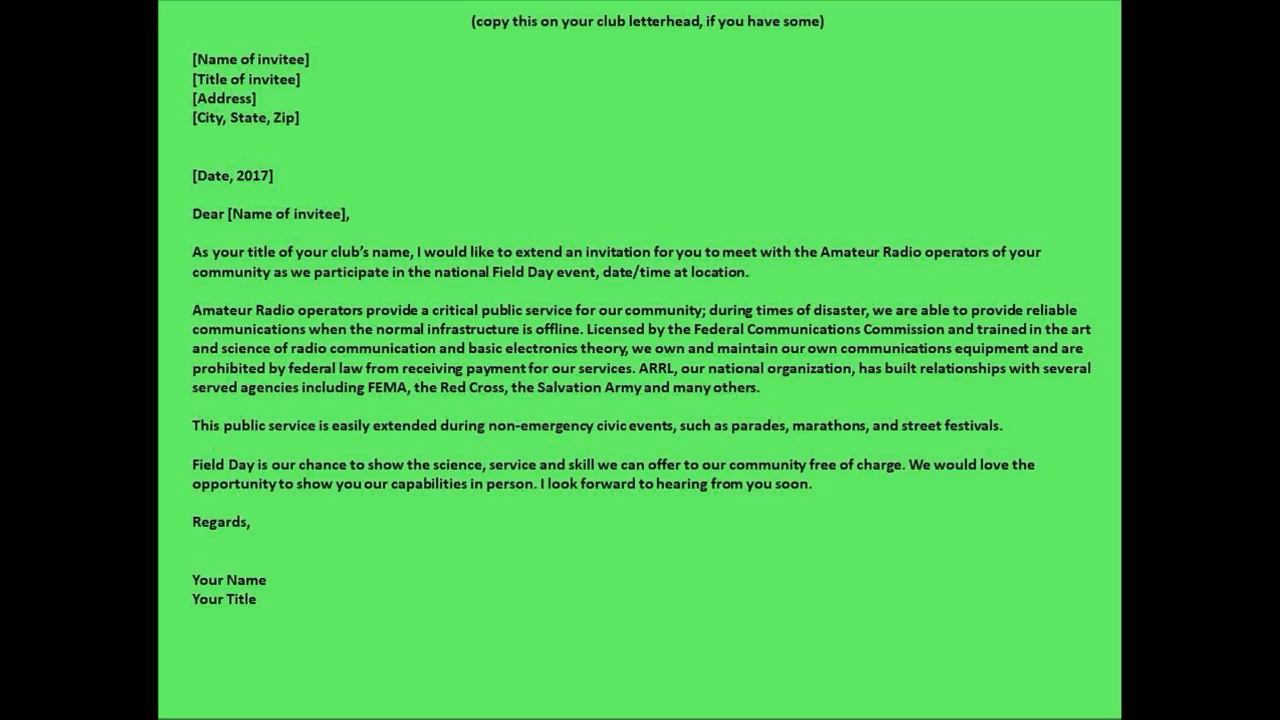 (copy this on your club letterhead, if you have some)
[Name of invitee]
[Title of invitee]
[Address]
[City, State, Zip]
[Date, 2017]
Dear [Name of invitee],
As your title of your club’s name, I would like to extend an invitation for you to meet with the Amateur Radio operators of your
community as we participate in the national Field Day event, date/time at location.
Amateur Radio operators provide a critical public service for our community; during times of disaster, we are able to provide reliable
communications when the normal infrastructure is offline. Licensed by the Federal Communications Commission and trained in the art
and science of radio communication and basic electronics theory, we own and maintain our own communications equipment and are
prohibited by federal law from receiving payment for our services. ARRL, our national organization, has built relationships with several
served agencies including FEMA, the Red Cross, the Salvation Army and many others.
This public service is easily extended during non-emergency civic events, such as parades, marathons, and street festivals.
Field Day is our chance to show the science, service and skill we can offer to our community free of charge. We would love the
opportunity to show you our capabilities in person. I look forward to hearing from you soon.
Regards,
Your Name
Your Title